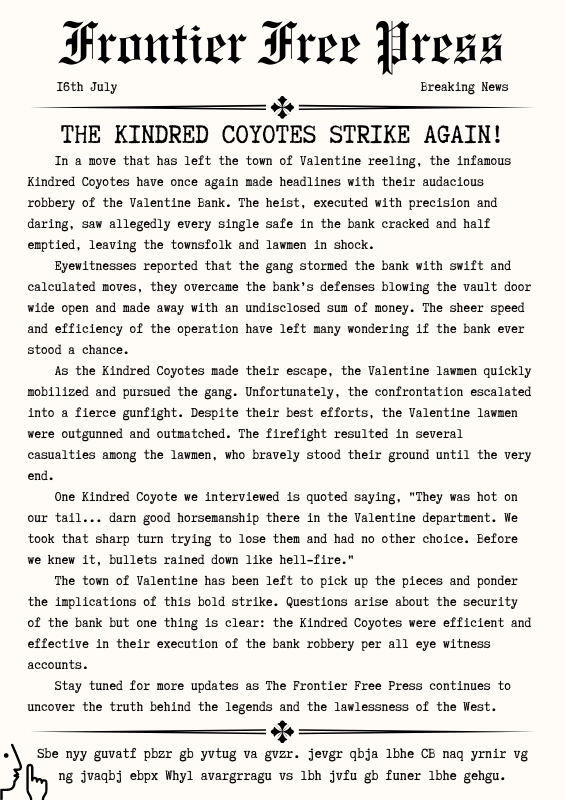 Frontier Free Press
16th July Breaking News
THE KINDRED COYOTES STRIKE AGAIN!
In a move that has left the town of Valentine reeling, the infamous
Kindred Coyotes have once again made headlines with their audacious
robbery of the Valentine Bank. The heist, executed with precision and
daring, saw allegedly every single safe in the bank cracked and half
emptied, leaving the townsfolk and lawmen in shock.
Eyewitnesses reported that the gang stormed the bank with swift and
calculated moves, they overcame the bank's defenses blowing the vault door
wide open and made away with an undisclosed sum of money. The sheer speed
and efficiency of the operation have left many wondering if the bank ever
stood a chance.
As the Kindred Coyotes made their escape, the Valentine lawmen quickly
mobilized and pursued the gang. Unfortunately, the confrontation escalated
into a fierce gunfight. Despite their best efforts, the Valentine lawmen
were outgunned and outmatched. The firefight resulted in several
casualties among the lawmen, who bravely stood their ground until the very
end.
One Kindred Coyote we interviewed is quoted saying, "They was hot on
our tail... darn good horsemanship there in the Valentine department. We
took that sharp turn trying to lose them and had no other choice. Before
we knew it, bullets rained down like hell-fire."
The town of Valentine has been left to pick up the pieces and ponder
the implications of this bold strike. Questions arise about the security
of the bank but one thing is clear: the Kindred Coyotes were efficient and
effective in their execution of the bank robbery per all eye witness
accounts.
Stay tuned for more updates as The Frontier Free Press continues to
uncover the truth behind the legends and the lawlessness of the West.
Sbe nyy guvatf pbzr gb yvtug va gvzr. jevgr qbja lbhe CB naq yrnir vg
ng jvaqbj ebpx Whyl avargrragu vs lbh jvfu gb funer lbhe gehgu.